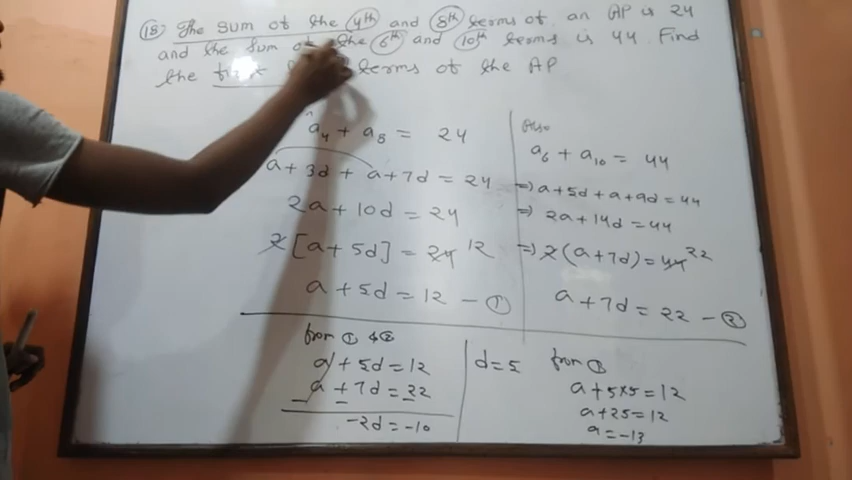 (18) The sum of the 4th and 8th terms of an AP is 24
and the sum of the 6th and 10th terms is 44. Find
the first terms of the AP
a4 + a8 = 24
a + 3d + a + 7d = 24
2a + 10d = 24
2[a + 5d] = 24 12
a + 5d = 12 - ①
Also
a6 + a10 = 44
=) a + 5d + a + 9d = 44
=) 2a + 14d = 44
=) 2(a + 7d) = 44 22
a + 7d = 22 - ②
from ① & ②
a + 5d = 12
a + 7d = 22
- - -
-2d = -10
d = 5
from ①
a + 5×5 = 12
a + 25 = 12
a = -13